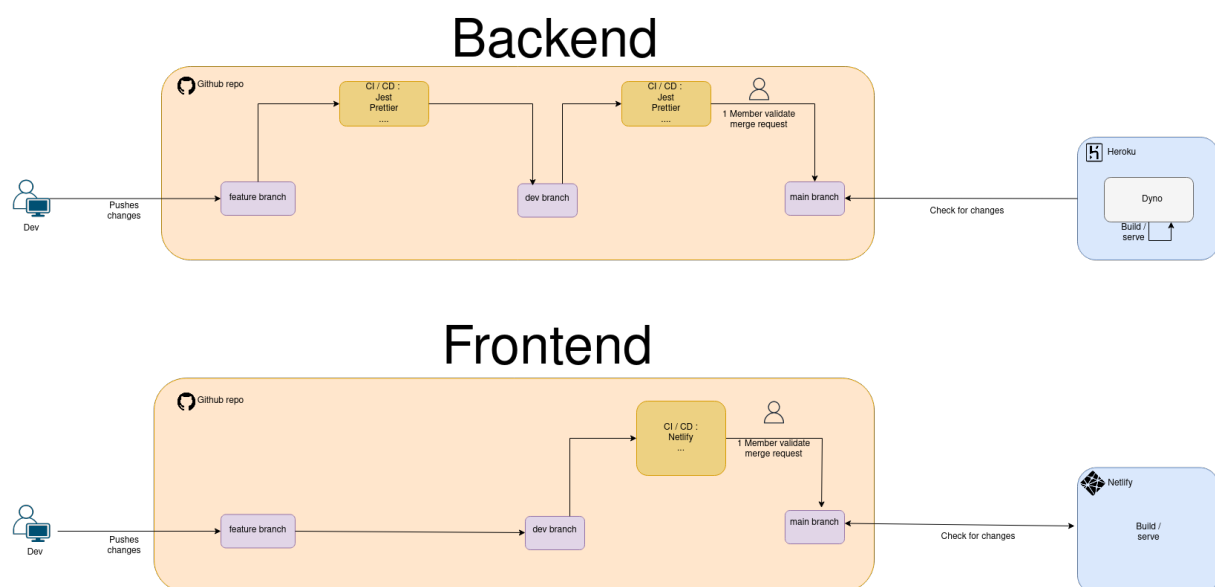 Backend
Github repo
CI / CD :
Jest
Prettier
....
CI / CD :
Jest
Prettier
....
1 Member validate
merge request
Heroku
Dyno
Build /
serve
Dev
Pushes
changes
feature branch
dev branch
main branch
Check for changes
Frontend
Github repo
CI / CD :
Netlify
...
1 Member validate
merge request
Netlify
Build /
serve
Dev
Pushes
changes
feature branch
dev branch
main branch
Check for changes